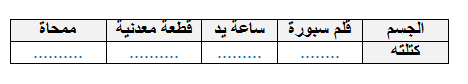 الجسم قلم سبورة ساعة يد قطعة معدنية ممحاة
كتلته ........ .......... .......... ..........